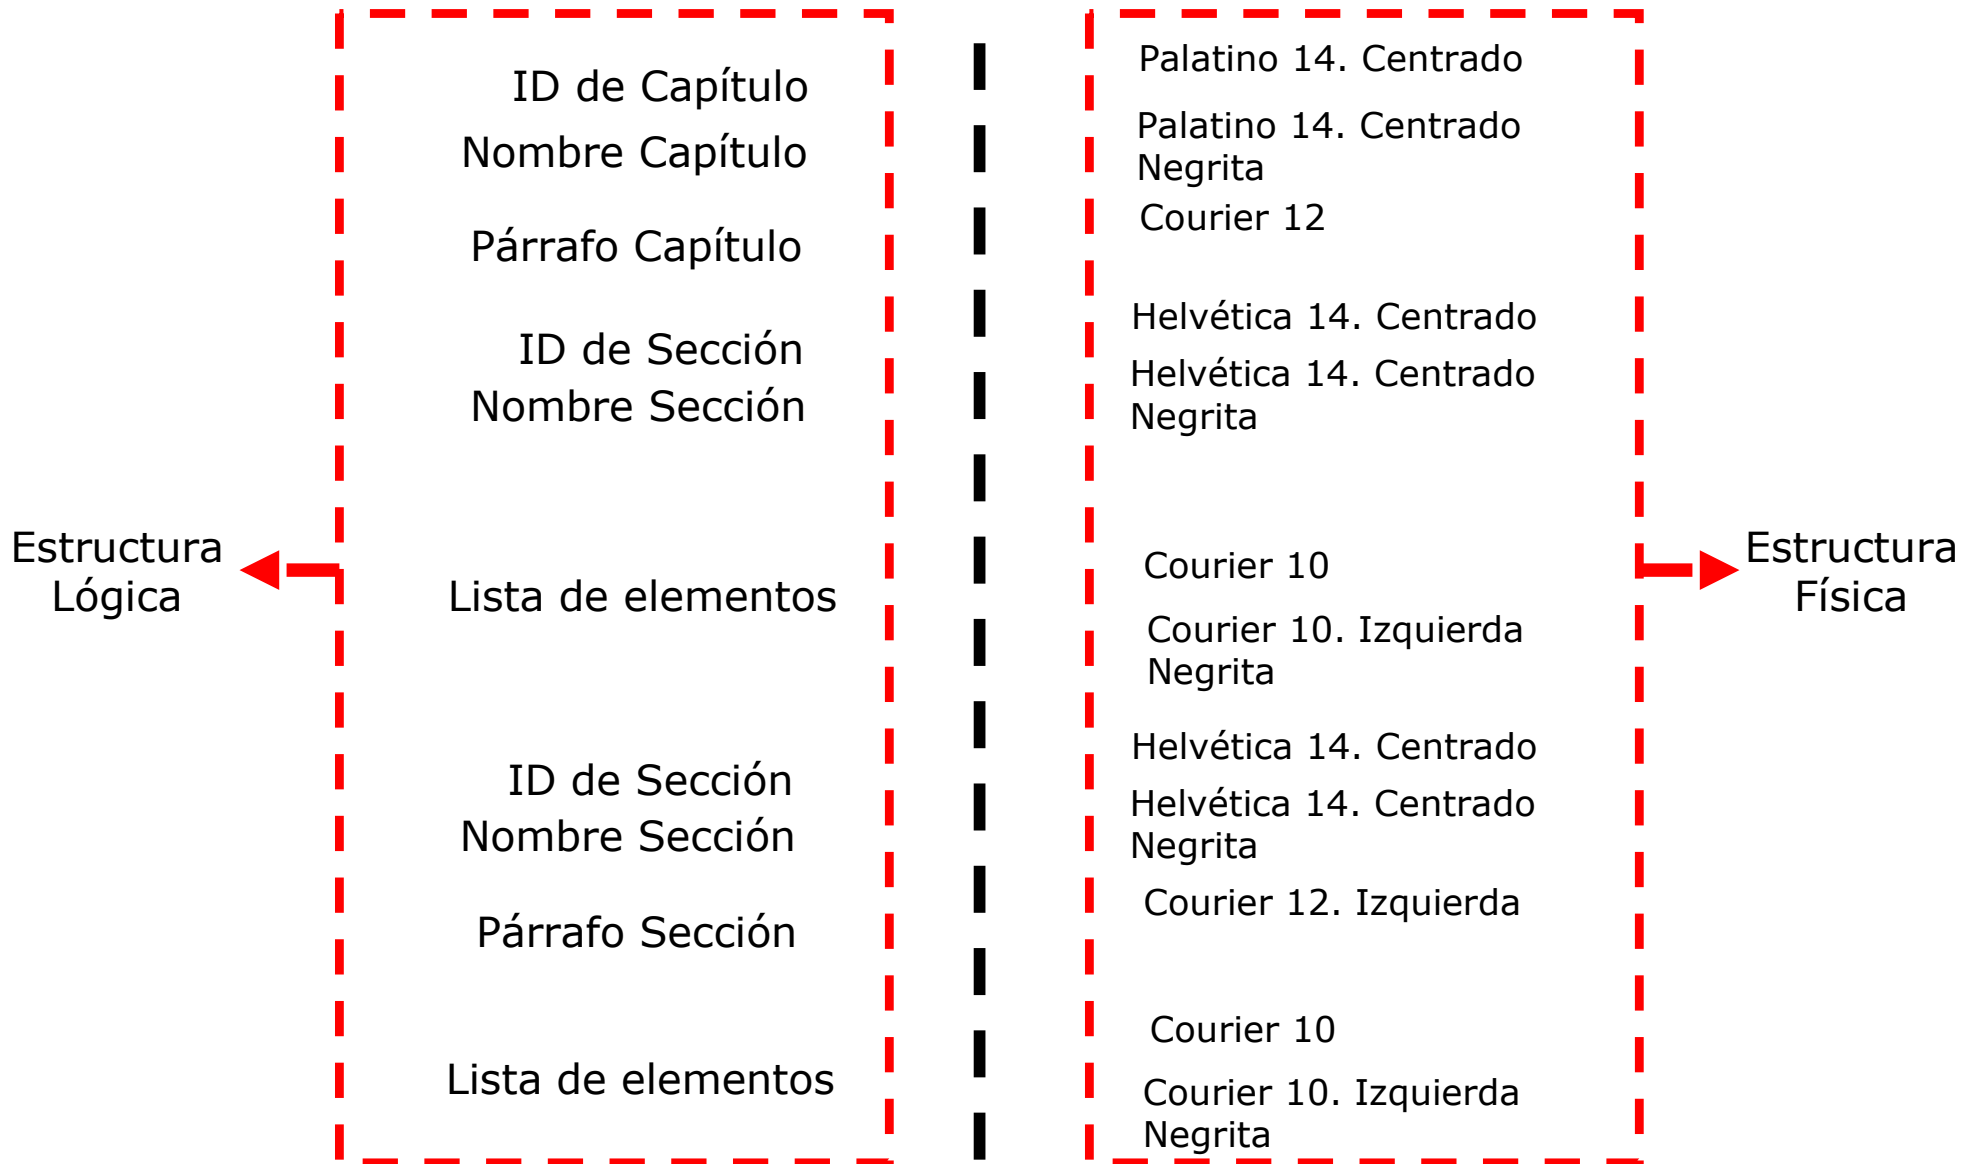 Estructura
Lógica
ID de Capítulo
Nombre Capítulo
Párrafo Capítulo
ID de Sección
Nombre Sección
Lista de elementos
ID de Sección
Nombre Sección
Párrafo Sección
Lista de elementos
Palatino 14. Centrado
Palatino 14. Centrado
Negrita
Courier 12
Helvética 14. Centrado
Helvética 14. Centrado
Negrita
Courier 10
Courier 10. Izquierda
Negrita
Helvética 14. Centrado
Helvética 14. Centrado
Negrita
Courier 12. Izquierda
Courier 10
Courier 10. Izquierda
Negrita
Estructura
Física